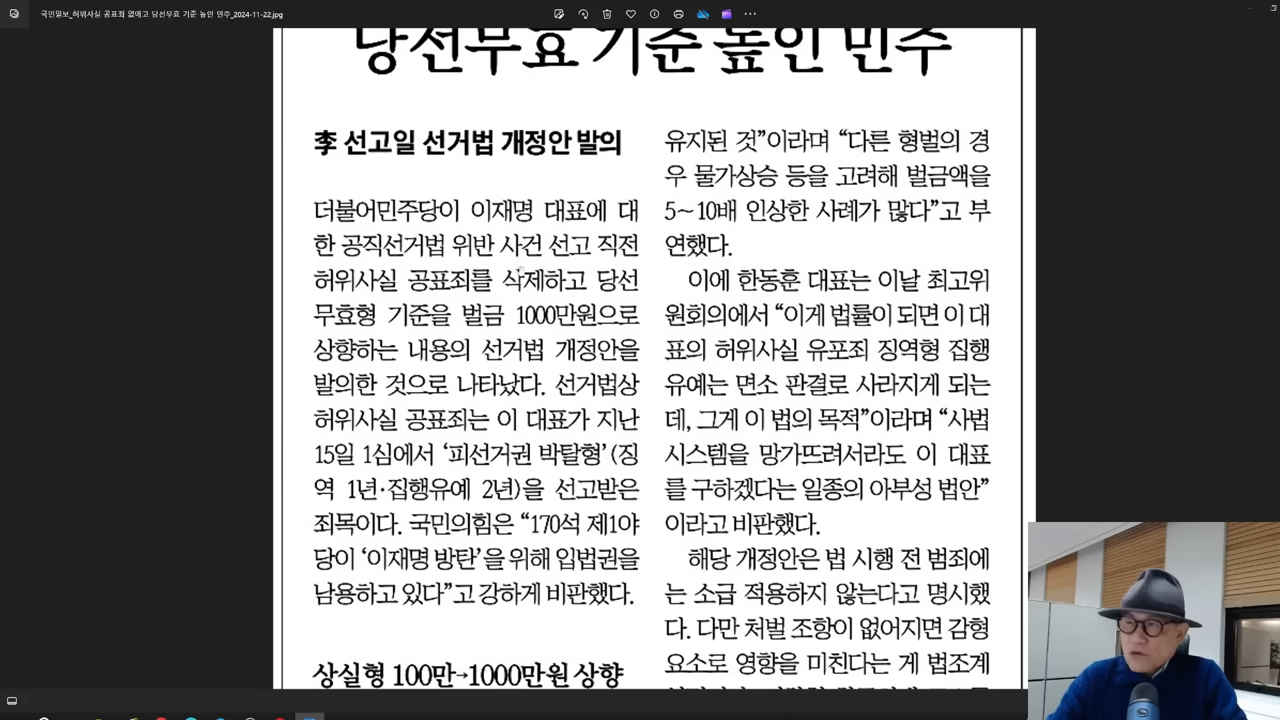 국민일보_허위사실 공표죄 없애고 당선무효 기준 높인 민주_2024-11-22.jpg
당선무효 기준 높인 민주
李 선고일 선거법 개정안 발의
더불어민주당이 이재명 대표에 대
한 공직선거법 위반 사건 선고 직전
허위사실 공표죄를 삭제하고 당선
무효형 기준을 벌금 1000만원으로
상향하는 내용의 선거법 개정안을
발의한 것으로 나타났다. 선거법상
허위사실 공표죄는 이 대표가 지난
15일 1심에서 ‘피선거권 박탈형’(징
역 1년·집행유예 2년)을 선고받은
죄목이다. 국민의힘은 “170석 제1야
당이 ‘이재명 방탄’을 위해 입법권을
남용하고 있다”고 강하게 비판했다.
상실형 100만→1000만원 상향
유지된 것”이라며 “다른 형벌의 경
우 물가상승 등을 고려해 벌금액을
5~10배 인상한 사례가 많다”고 부
연했다.
이에 한동훈 대표는 이날 최고위
원회의에서 “이게 법률이 되면 이 대
표의 허위사실 유포죄 징역형 집행
유예는 면소 판결로 사라지게 되는
데, 그게 이 법의 목적”이라며 “사법
시스템을 망가뜨려서라도 이 대표
를 구하겠다는 일종의 아부성 법안”
이라고 비판했다.
해당 개정안은 법 시행 전 범죄에
는 소급 적용하지 않는다고 명시했
다. 다만 처벌 조항이 없어지면 감형
요소로 영향을 미친다는 게 법조계